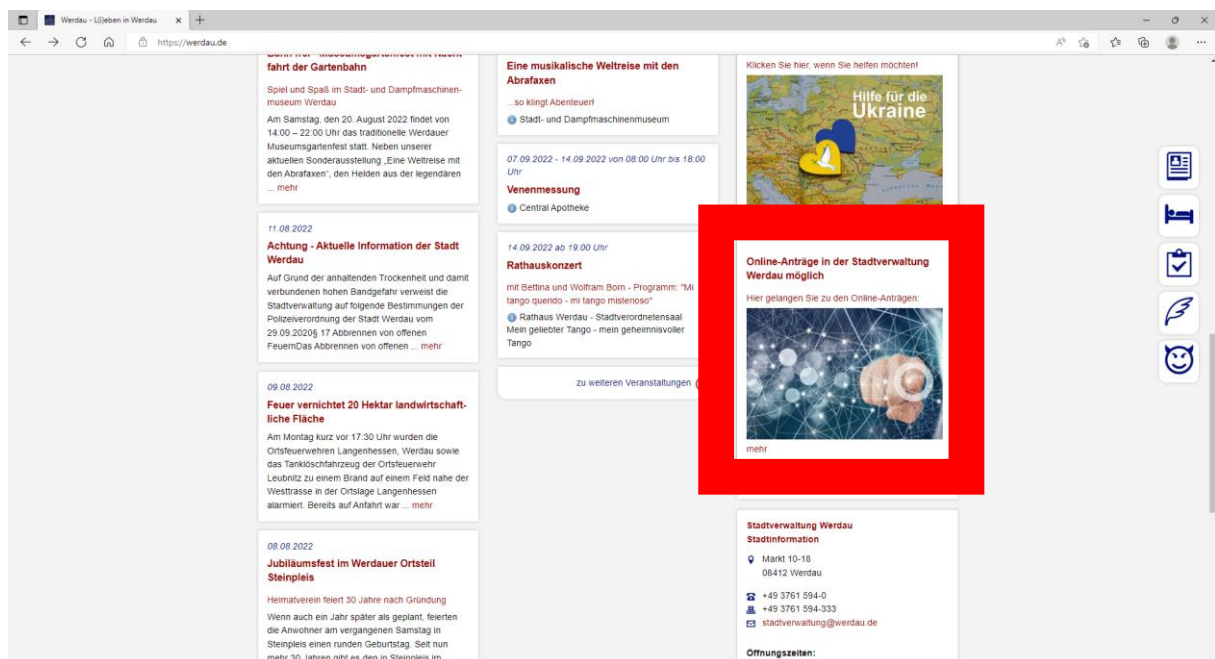 Werdau - L(i)eben in Werdau
https://werdau.de
fahrt der Gartenbahn
Spiel und Spaß im Stadt- und Dampfmaschinen-
museum Werdau
Am Samstag, den 20. August 2022 findet von
14:00 – 22:00 Uhr das traditionelle Werdauer
Museumsgartenfest statt. Neben unserer
aktuellen Sonderausstellung „Eine Weltreise mit
den Abrafaxen“, den Helden aus der legendären
... mehr
11.08.2022
Achtung - Aktuelle Information der Stadt
Werdau
Auf Grund der anhaltenden Trockenheit und damit
verbundenen hohen Bandgefahr verweist die
Stadtverwaltung auf folgende Bestimmungen der
Polizeiverordnung der Stadt Werdau vom
29.09.2020§ 17 Abbrennen von offenen
FeuernDas Abbrennen von offenen ... mehr
09.08.2022
Feuer vernichtet 20 Hektar landwirtschaft-
liche Fläche
Am Montag kurz vor 17:30 Uhr wurden die
Ortsfeuerwehren Langenhessen, Werdau sowie
das Tanklöschfahrzeug der Ortsfeuerwehr
Leubnitz zu einem Brand auf einem Feld nahe der
Westtrasse in der Ortslage Langenhessen
alarmiert. Bereits auf Anfahrt war ... mehr
08.08.2022
Jubiläumsfest im Werdauer Ortsteil
Steinpleis
Heimatverein feiert 30 Jahre nach Gründung
Wenn auch ein Jahr später als geplant, feierten
die Anwohner am vergangenen Samstag in
Steinpleis einen runden Geburtstag. Seit nun
mehr 30 Jahren gibt es den in Steinpleis im
Eine musikalische Weltreise mit den
Abrafaxen
...so klingt Abenteuer!
Stadt- und Dampfmaschinenmuseum
07.09.2022 - 14.09.2022 von 08:00 Uhr bis 18:00
Uhr
Venenmessung
Central Apotheke
14.09.2022 ab 19:00 Uhr
Rathauskonzert
mit Bettina und Wolfram Born - Programm: "Mi
tango querido - mi tango misterioso"
Rathaus Werdau - Stadtverordnetensaal
Mein geliebter Tango - mein geheimnisvoller
Tango
zu weiteren Veranstaltungen
Klicken Sie hier, wenn Sie helfen möchten!
Hilfe für die
Ukraine
Online-Anträge in der Stadtverwaltung
Werdau möglich
Hier gelangen Sie zu den Online-Anträgen:
mehr
Stadtverwaltung Werdau
Stadtinformation
Markt 10-18
08412 Werdau
+49 3761 594-0
+49 3761 594-333
stadtverwaltung@werdau.de
Öffnungszeiten: